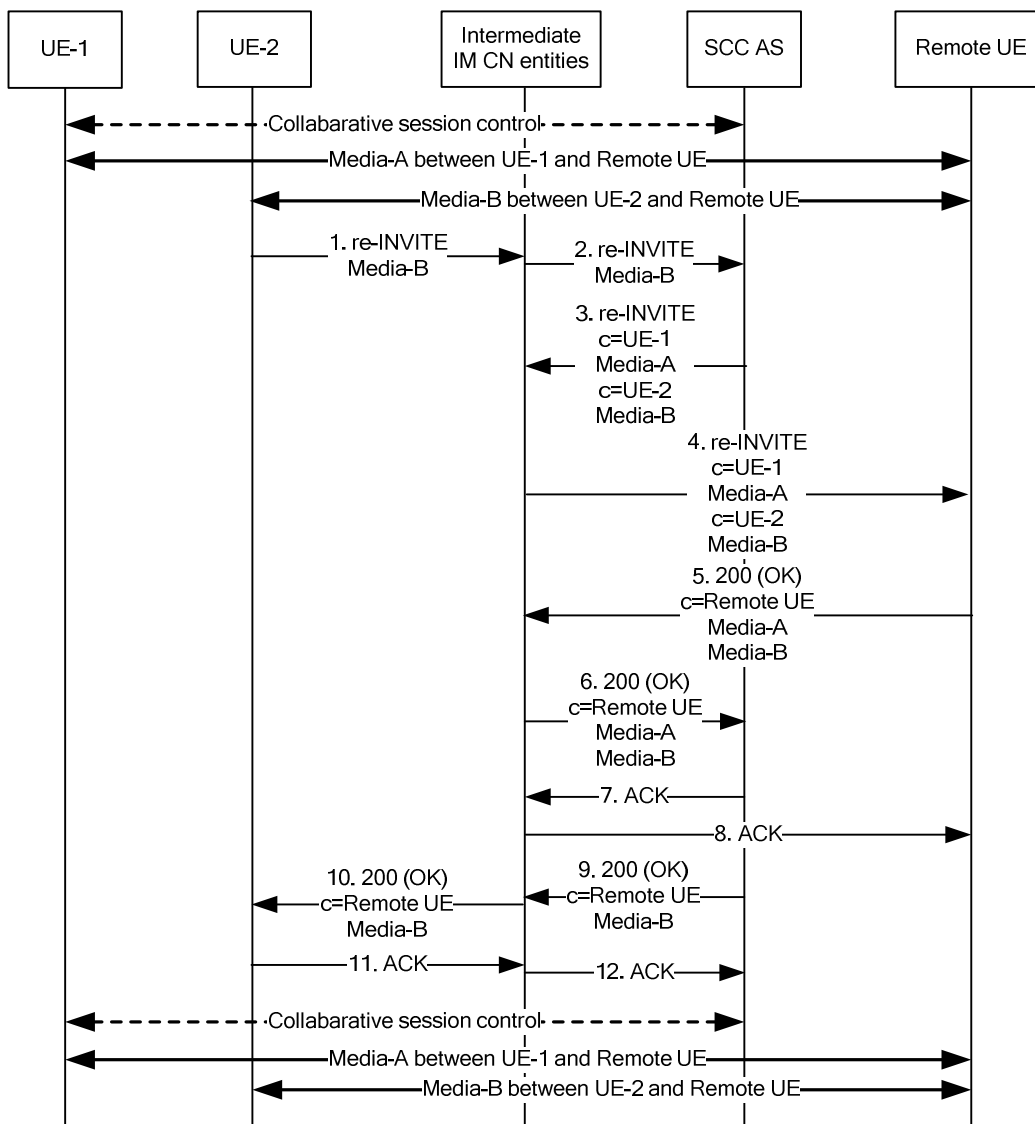 UE-1
UE-2
Intermediate
IM CN entities
SCC AS
Remote UE
Collabarative session control
Media-A between UE-1 and Remote UE
Media-B between UE-2 and Remote UE
1. re-INVITE
Media-B
2. re-INVITE
Media-B
3. re-INVITE
c=UE-1
Media-A
c=UE-2
Media-B
4. re-INVITE
c=UE-1
Media-A
c=UE-2
Media-B
5. 200 (OK)
c=Remote UE
Media-A
Media-B
6. 200 (OK)
c=Remote UE
Media-A
Media-B
7. ACK
8. ACK
9. 200 (OK)
c=Remote UE
Media-B
10. 200 (OK)
c=Remote UE
Media-B
11. ACK
12. ACK
Collabarative session control
Media-A between UE-1 and Remote UE
Media-B between UE-2 and Remote UE